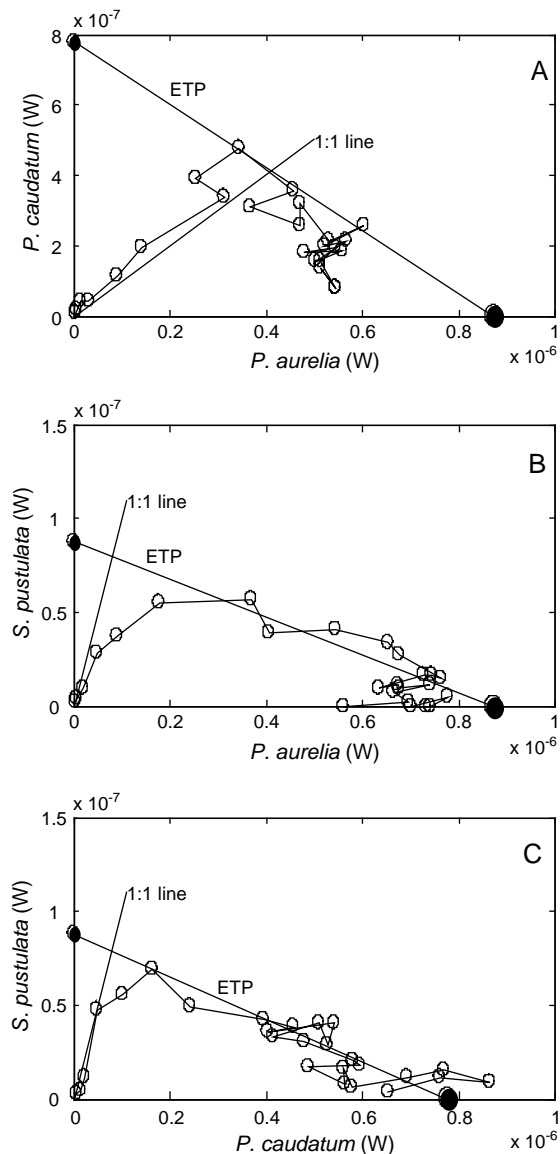 x 10⁻⁷
A
8
6
4
2
0
P. caudatum (W)
ETP
1:1 line
0 0.2 0.4 0.6 0.8 1
P. aurelia (W)
x 10⁻⁶
x 10⁻⁷
B
1.5
1
0.5
0
S. pustulata (W)
1:1 line
ETP
0 0.2 0.4 0.6 0.8 1
P. aurelia (W)
x 10⁻⁶
x 10⁻⁷
C
1.5
1
0.5
0
S. pustulata (W)
1:1 line
ETP
0 0.2 0.4 0.6 0.8 1
P. caudatum (W)
x 10⁻⁶